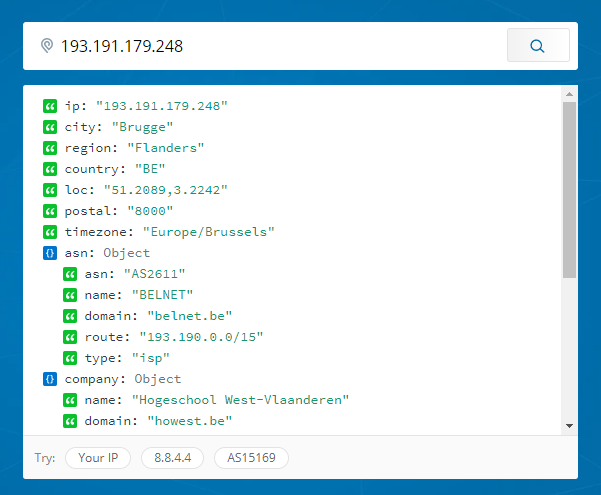 193.191.179.248
ip: "193.191.179.248"
city: "Brugge"
region: "Flanders"
country: "BE"
loc: "51.2089,3.2242"
postal: "8000"
timezone: "Europe/Brussels"
{} asn: Object
asn: "AS2611"
name: "BELNET"
domain: "belnet.be"
route: "193.190.0.0/15"
type: "isp"
{} company: Object
name: "Hogeschool West-Vlaanderen"
domain: "howest.be"
Try: Your IP 8.8.4.4 AS15169